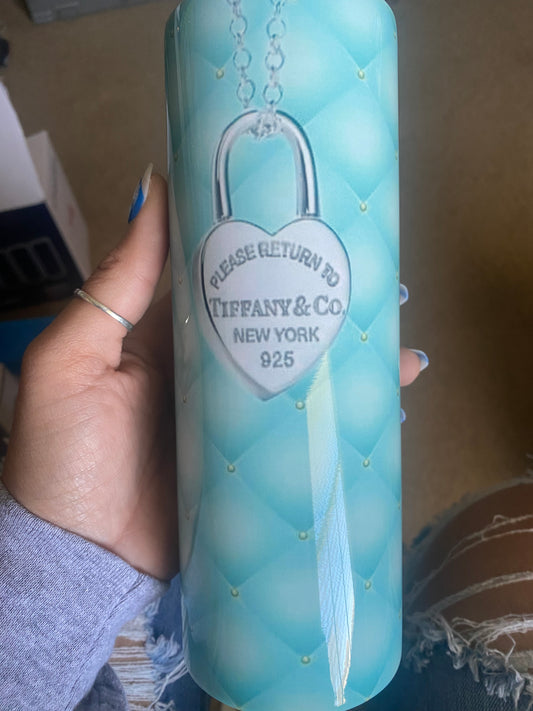 PLEASE RETURN TO
TIFFANY & CO.
NEW YORK
925